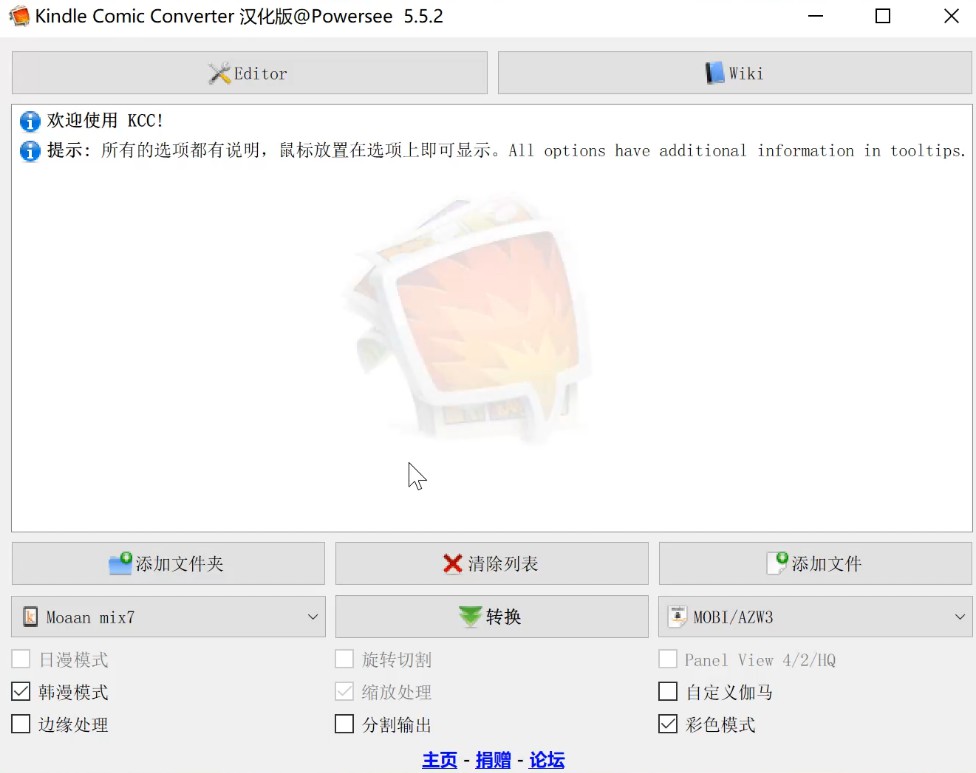 Kindle Comic Converter 汉化版@Powersee 5.5.2
Editor
Wiki
欢迎使用 KCC!
提示: 所有的选项都有说明, 鼠标放置在选项上即可显示。All options have additional information in tooltips.
添加文件夹
清除列表
添加文件
Moaan mix7
转换
MOBI/AZW3
日漫模式
旋转切割
Panel View 4/2/HQ
韩漫模式
缩放处理
自定义伽马
边缘处理
分割输出
彩色模式
主页 - 捐赠 - 论坛